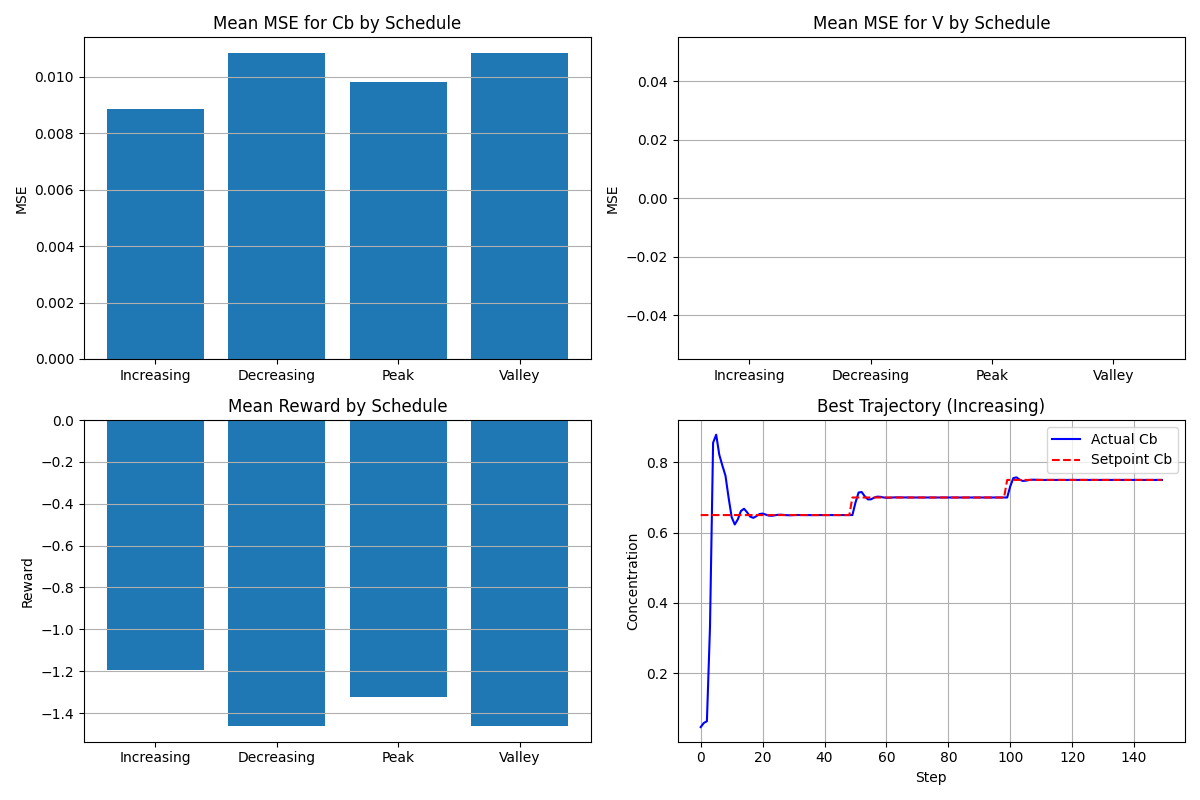 Mean MSE for Cb by Schedule
MSE
0.010
0.008
0.006
0.004
0.002
0.000
Increasing Decreasing Peak Valley
Mean MSE for V by Schedule
MSE
0.04
0.02
0.00
−0.02
−0.04
Increasing Decreasing Peak Valley
Mean Reward by Schedule
Reward
0.0
−0.2
−0.4
−0.6
−0.8
−1.0
−1.2
−1.4
Increasing Decreasing Peak Valley
Best Trajectory (Increasing)
Concentration
0.8
0.6
0.4
0.2
Actual Cb
Setpoint Cb
0 20 40 60 80 100 120 140
Step